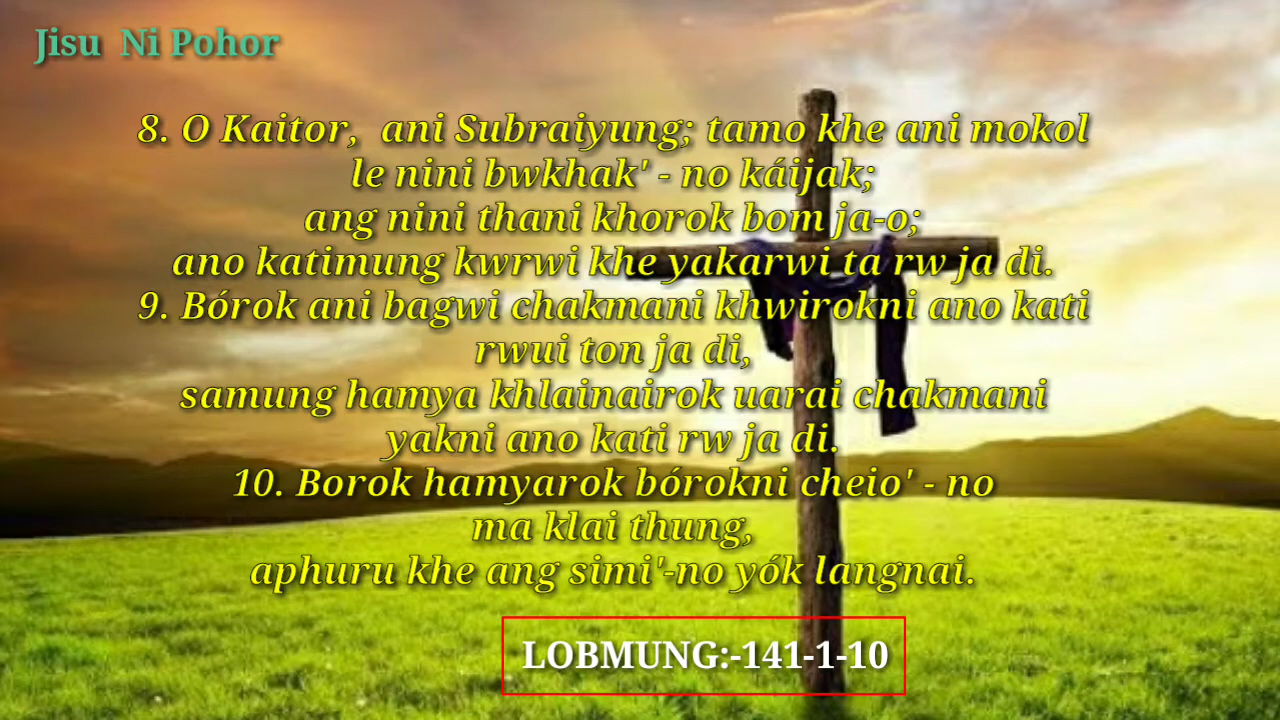 Jisu Ni Pohor
8. O Kaitor, ani Subraiyung; tamo khe ani mokol
le nini bwkhak' - no káijak;
ang nini thani khorok bom ja-o;
ano katimung kwrwi khe yakarwi ta rw ja di.
9. Bórok ani bagwi chakmani khwirokni ano kati
rwui ton ja di,
samung hamya khlainairok uarai chakmani
yakni ano kati rw ja di.
10. Borok hamyarok bórokni cheio' - no
ma klai thung,
aphuru khe ang simi'-no yók langnai.
LOBMUNG:-141-1-10